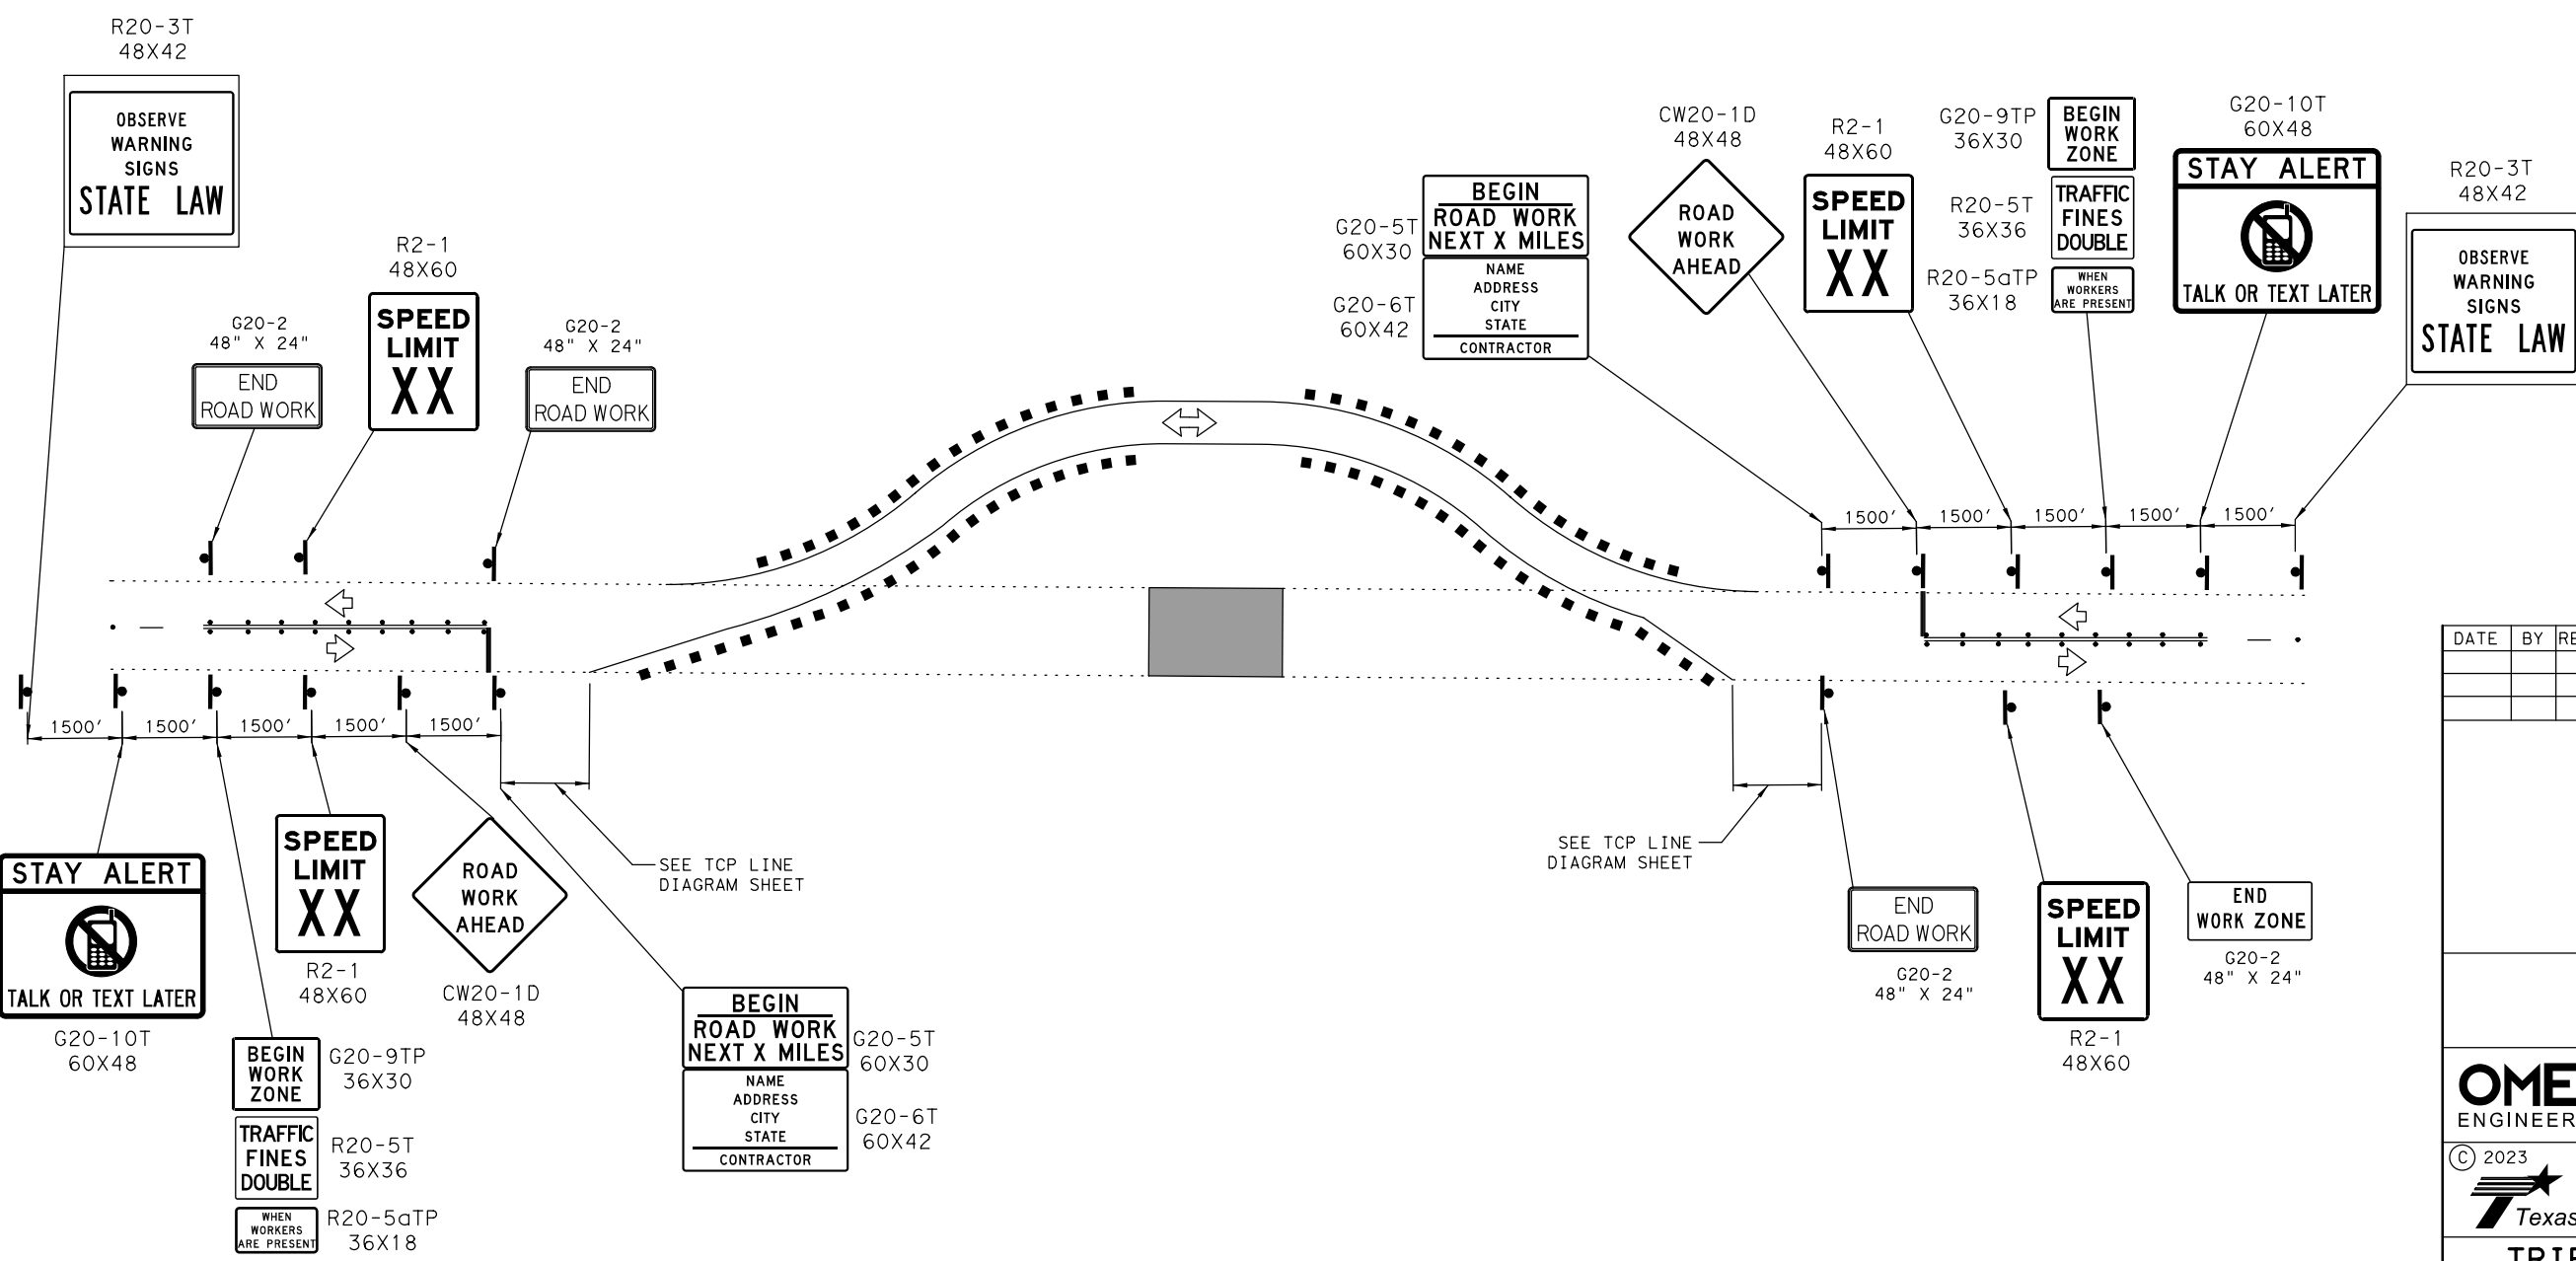 R20-3T
48X42
OBSERVE
WARNING
SIGNS
STATE LAW
R2-1
48X60
SPEED
LIMIT
XX
G20-2
48" X 24"
END
ROAD WORK
G20-2
48" X 24"
END
ROAD WORK
G20-5T
60X30
BEGIN
ROAD WORK
NEXT X MILES
G20-6T
60X42
NAME
ADDRESS
CITY
STATE
CONTRACTOR
CW20-1D
48X48
ROAD
WORK
AHEAD
R2-1
48X60
SPEED
LIMIT
XX
G20-9TP
36X30
BEGIN
WORK
ZONE
R20-5T
36X36
TRAFFIC
FINES
DOUBLE
R20-5aTP
36X18
WHEN
WORKERS
ARE PRESENT
G20-10T
60X48
STAY ALERT
TALK OR TEXT LATER
R20-3T
48X42
OBSERVE
WARNING
SIGNS
STATE LAW
1500' 1500' 1500' 1500' 1500'
1500' 1500' 1500' 1500' 1500'
STAY ALERT
TALK OR TEXT LATER
G20-10T
60X48
SPEED
LIMIT
XX
R2-1
48X60
ROAD
WORK
AHEAD
CW20-1D
48X48
SEE TCP LINE
DIAGRAM SHEET
BEGIN
WORK
ZONE
G20-9TP
36X30
TRAFFIC
FINES
DOUBLE
R20-5T
36X36
WHEN
WORKERS
ARE PRESENT
R20-5aTP
36X18
BEGIN
ROAD WORK
NEXT X MILES
G20-5T
60X30
NAME
ADDRESS
CITY
STATE
CONTRACTOR
G20-6T
60X42
SEE TCP LINE
DIAGRAM SHEET
END
ROAD WORK
G20-2
48" X 24"
SPEED
LIMIT
XX
R2-1
48X60
END
WORK ZONE
G20-2
48" X 24"
DATE BY RE
OME
ENGINEER
© 2023
Texas